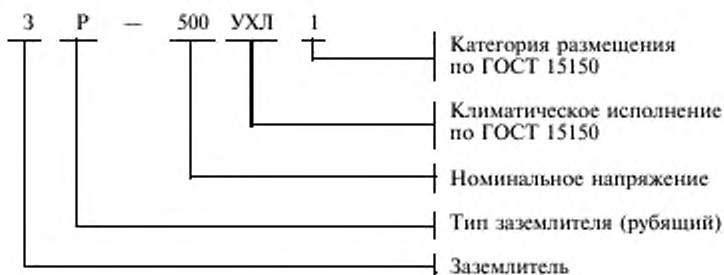 З Р — 500 УХЛ 1
Категория размещения
по ГОСТ 15150
Климатическое исполнение
по ГОСТ 15150
Номинальное напряжение
Тип заземлителя (рубящий)
Заземлитель